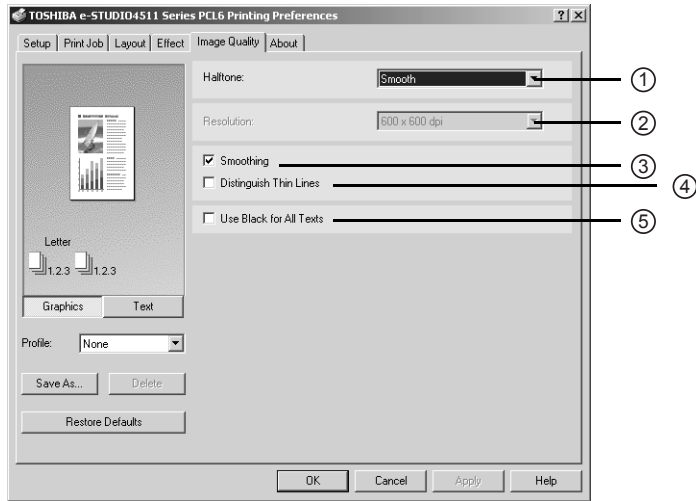 TOSHIBA e-STUDIO4511 Series PCL6 Printing Preferences
Setup Print Job Layout Effect Image Quality About
Halftone: Smooth
1
Resolution: 600 x 600 dpi
2
Smoothing
3
Distinguish Thin Lines
4
Use Black for All Texts
5
Letter
1.2.3 1.2.3
Graphics Text
Profile: None
Save As... Delete
Restore Defaults
OK Cancel Apply Help